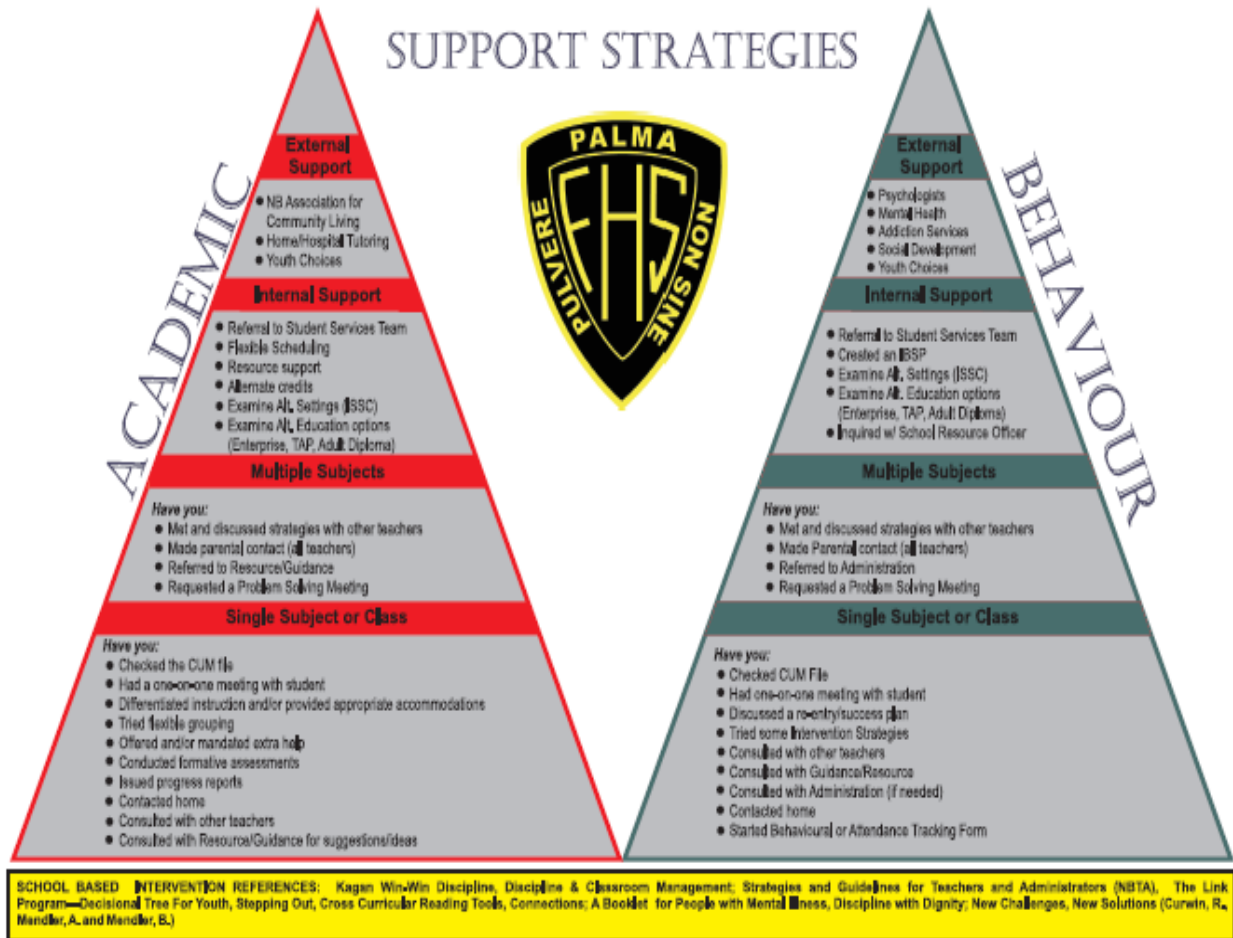 SUPPORT STRATEGIES
ACADEMIC
External
Support
• NB Association for
Community Living
• Home/Hospital Tutoring
• Youth Choices
Internal Support
• Referral to Student Services Team
• Flexible Scheduling
• Resource support
• Alternate credits
• Examine Alt. Settings (ISSC)
• Examine Alt. Education options
(Enterprise, TAP, Adult Diploma)
Multiple Subjects
Have you:
• Met and discussed strategies with other teachers
• Made parental contact (all teachers)
• Referred to Resource/Guidance
• Requested a Problem Solving Meeting
Single Subject or Class
Have you:
• Checked the CUM file
• Had a one-on-one meeting with student
• Differentiated instruction and/or provided appropriate accommodations
• Tried flexible grouping
• Offered and/or mandated extra help
• Conducted formative assessments
• Issued progress reports
• Contacted home
• Consulted with other teachers
• Consulted with Resource/Guidance for suggestions/ideas
PALMA
NON SINE
PULVERE
FHS
BEHAVIOUR
External
Support
• Psychologists
• Mental Health
• Addiction Services
• Social Development
• Youth Choices
Internal Support
• Referral to Student Services Team
• Created an IBSP
• Examine Alt. Settings (ISSC)
• Examine Alt. Education options
(Enterprise, TAP, Adult Diploma)
• Inquired w/ School Resource Officer
Multiple Subjects
Have you:
• Met and discussed strategies with other teachers
• Made Parental contact (all teachers)
• Referred to Administration
• Requested a Problem Solving Meeting
Single Subject or Class
Have you:
• Checked CUM File
• Had one-on-one meeting with student
• Discussed a re-entry/success plan
• Tried some Intervention Strategies
• Consulted with other teachers
• Consulted with Guidance/Resource
• Consulted with Administration (if needed)
• Contacted home
• Started Behavioural or Attendance Tracking Form
SCHOOL BASED INTERVENTION REFERENCES: Kagan Win-Win Discipline, Discipline & Classroom Management; Strategies and Guidelines for Teachers and Administrators (NBTA), The Link
Program—Decisional Tree For Youth, Stepping Out, Cross Curricular Reading Tools, Connections; A Booklet for People with Mental Illness, Discipline with Dignity; New Challenges, New Solutions (Curwin, R.,
Mendler, A. and Mendler, B.)